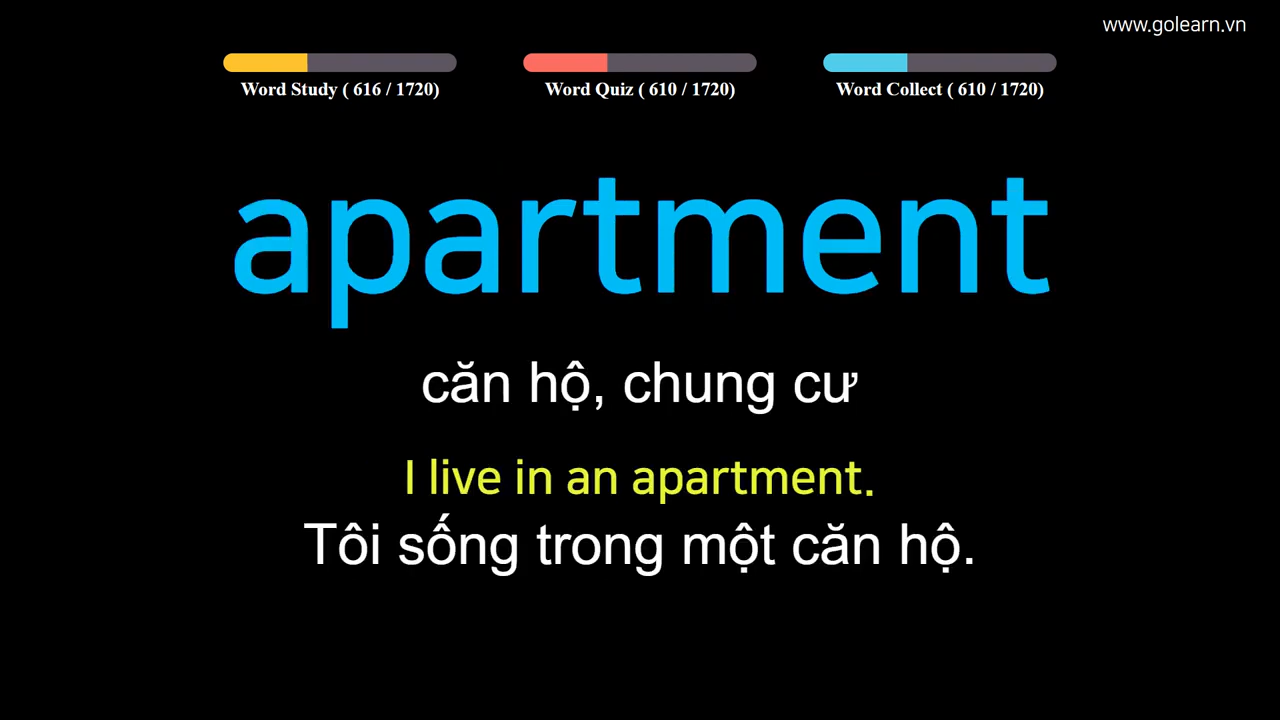 www.golearn.vn
Word Study ( 616 / 1720)
Word Quiz ( 610 / 1720)
Word Collect ( 610 / 1720)
apartment
căn hộ, chung cư
I live in an apartment.
Tôi sống trong một căn hộ.